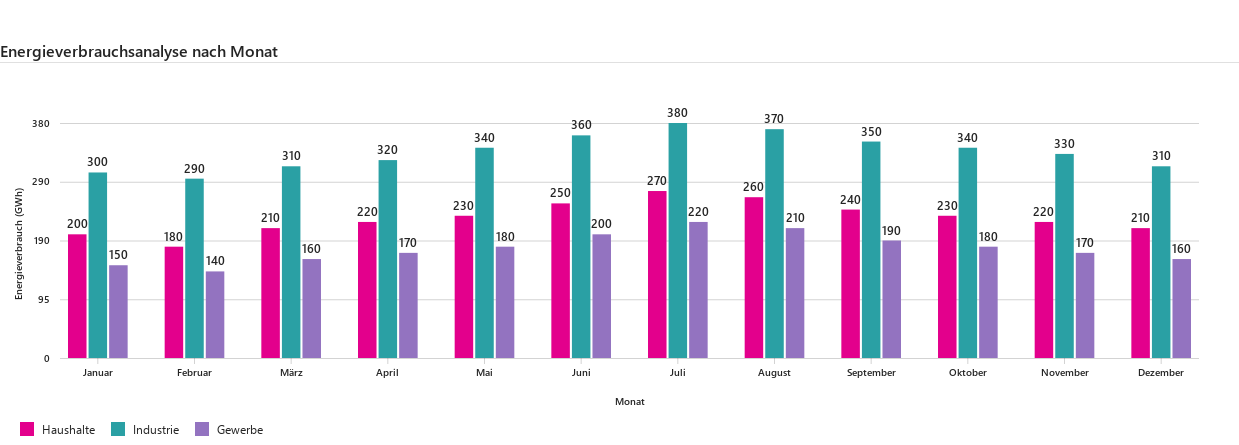 Energieverbrauchsanalyse nach Monat
Energieverbrauch (GWh)
380
290
190
95
0
200 300 150
180 290 140
210 310 160
220 320 170
230 340 180
250 360 200
270 380 220
260 370 210
240 350 190
230 340 180
220 330 170
210 310 160
Januar Februar März April Mai Juni Juli August September Oktober November Dezember
Monat
Haushalte Industrie Gewerbe